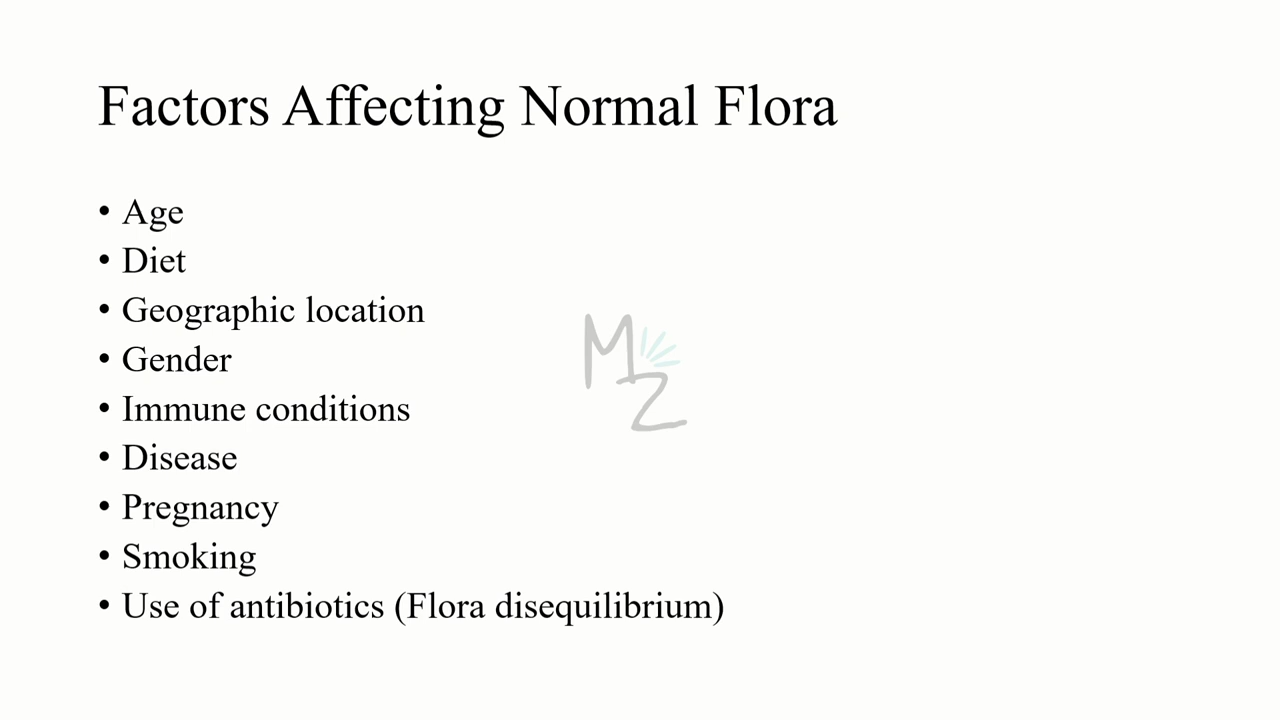 Factors Affecting Normal Flora
• Age
• Diet
• Geographic location
• Gender
• Immune conditions
• Disease
• Pregnancy
• Smoking
• Use of antibiotics (Flora disequilibrium)
M
Z